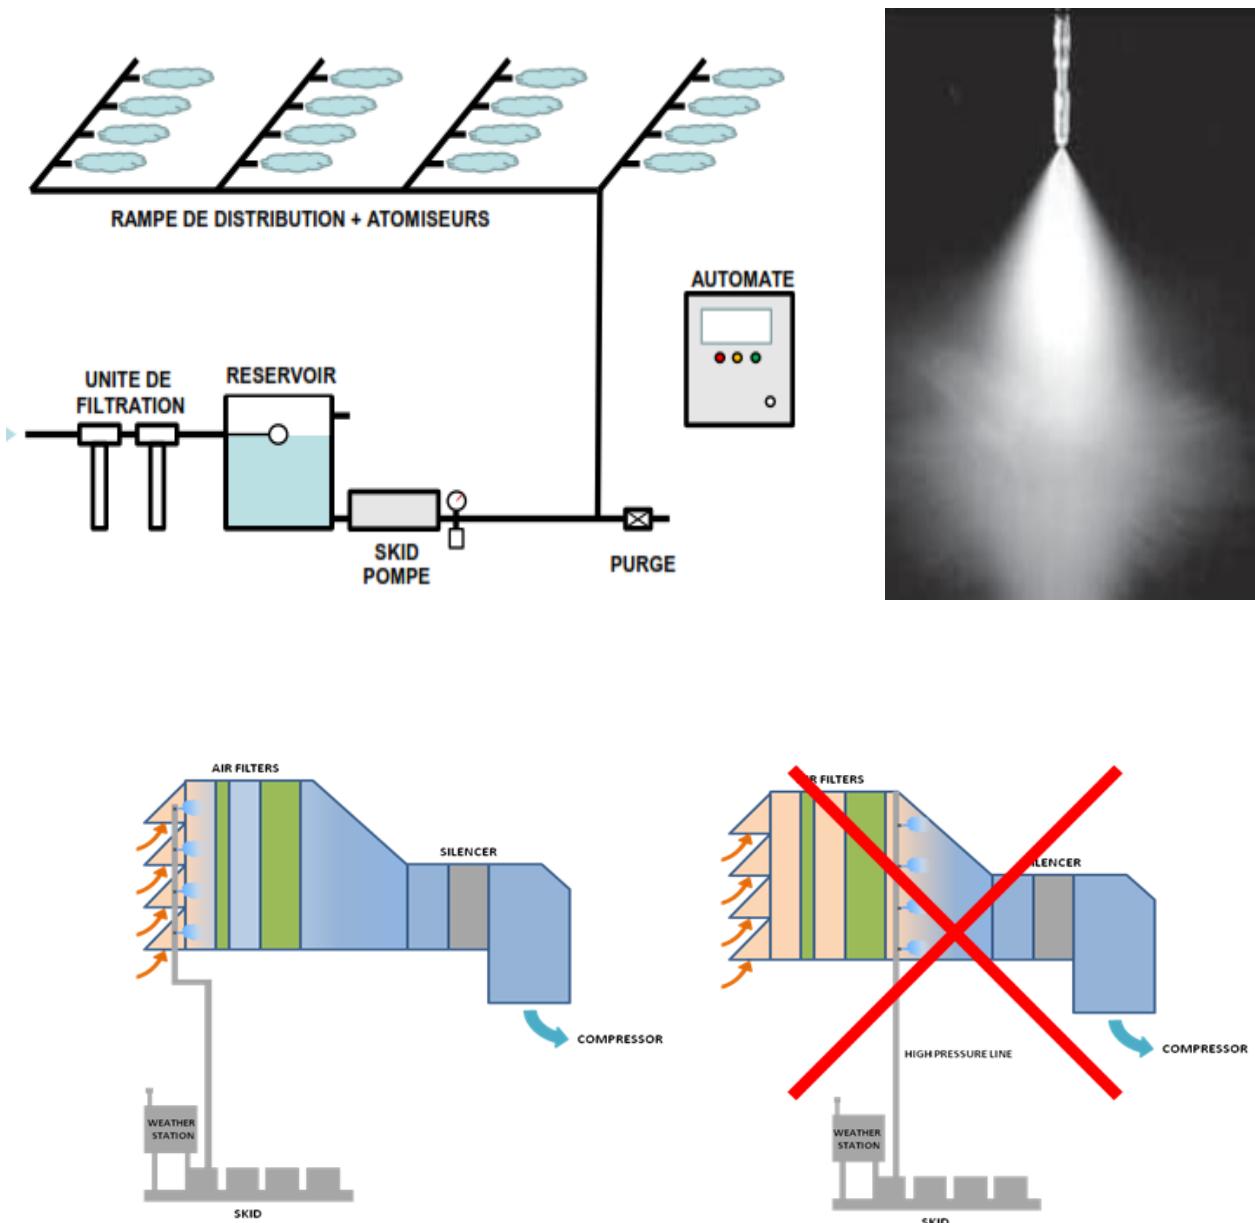 RAMPE DE DISTRIBUTION + ATOMISEURS
AUTOMATE
UNITE DE
FILTRATION
RESERVOIR
SKID
POMPE
PURGE
AIR FILTERS
SILENCER
COMPRESSOR
WEATHER
STATION
SKID
FILTERS
COMPRESSOR
HIGH PRESSURE LINE
WEATHER
STATION
SKID